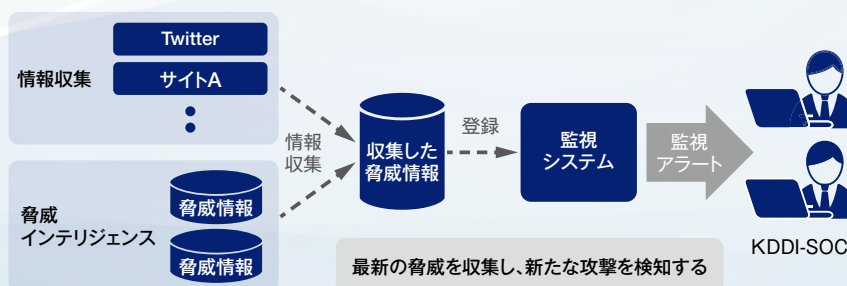 情報収集
Twitter
サイトA
脅威
インテリジェンス
脅威情報
脅威情報
情報
収集
収集した
脅威情報
登録
監視
システム
監視
アラート
KDDI-SOC
最新の脅威を収集し、新たな攻撃を検知する